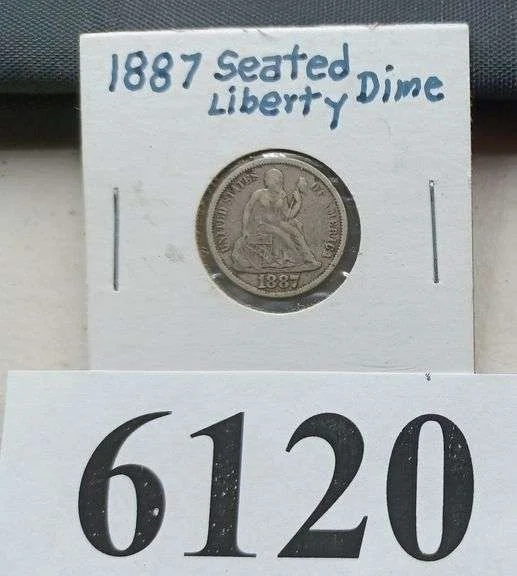 1887 Seated Liberty Dime
UNITED STATES OF AMERICA
1887
6120